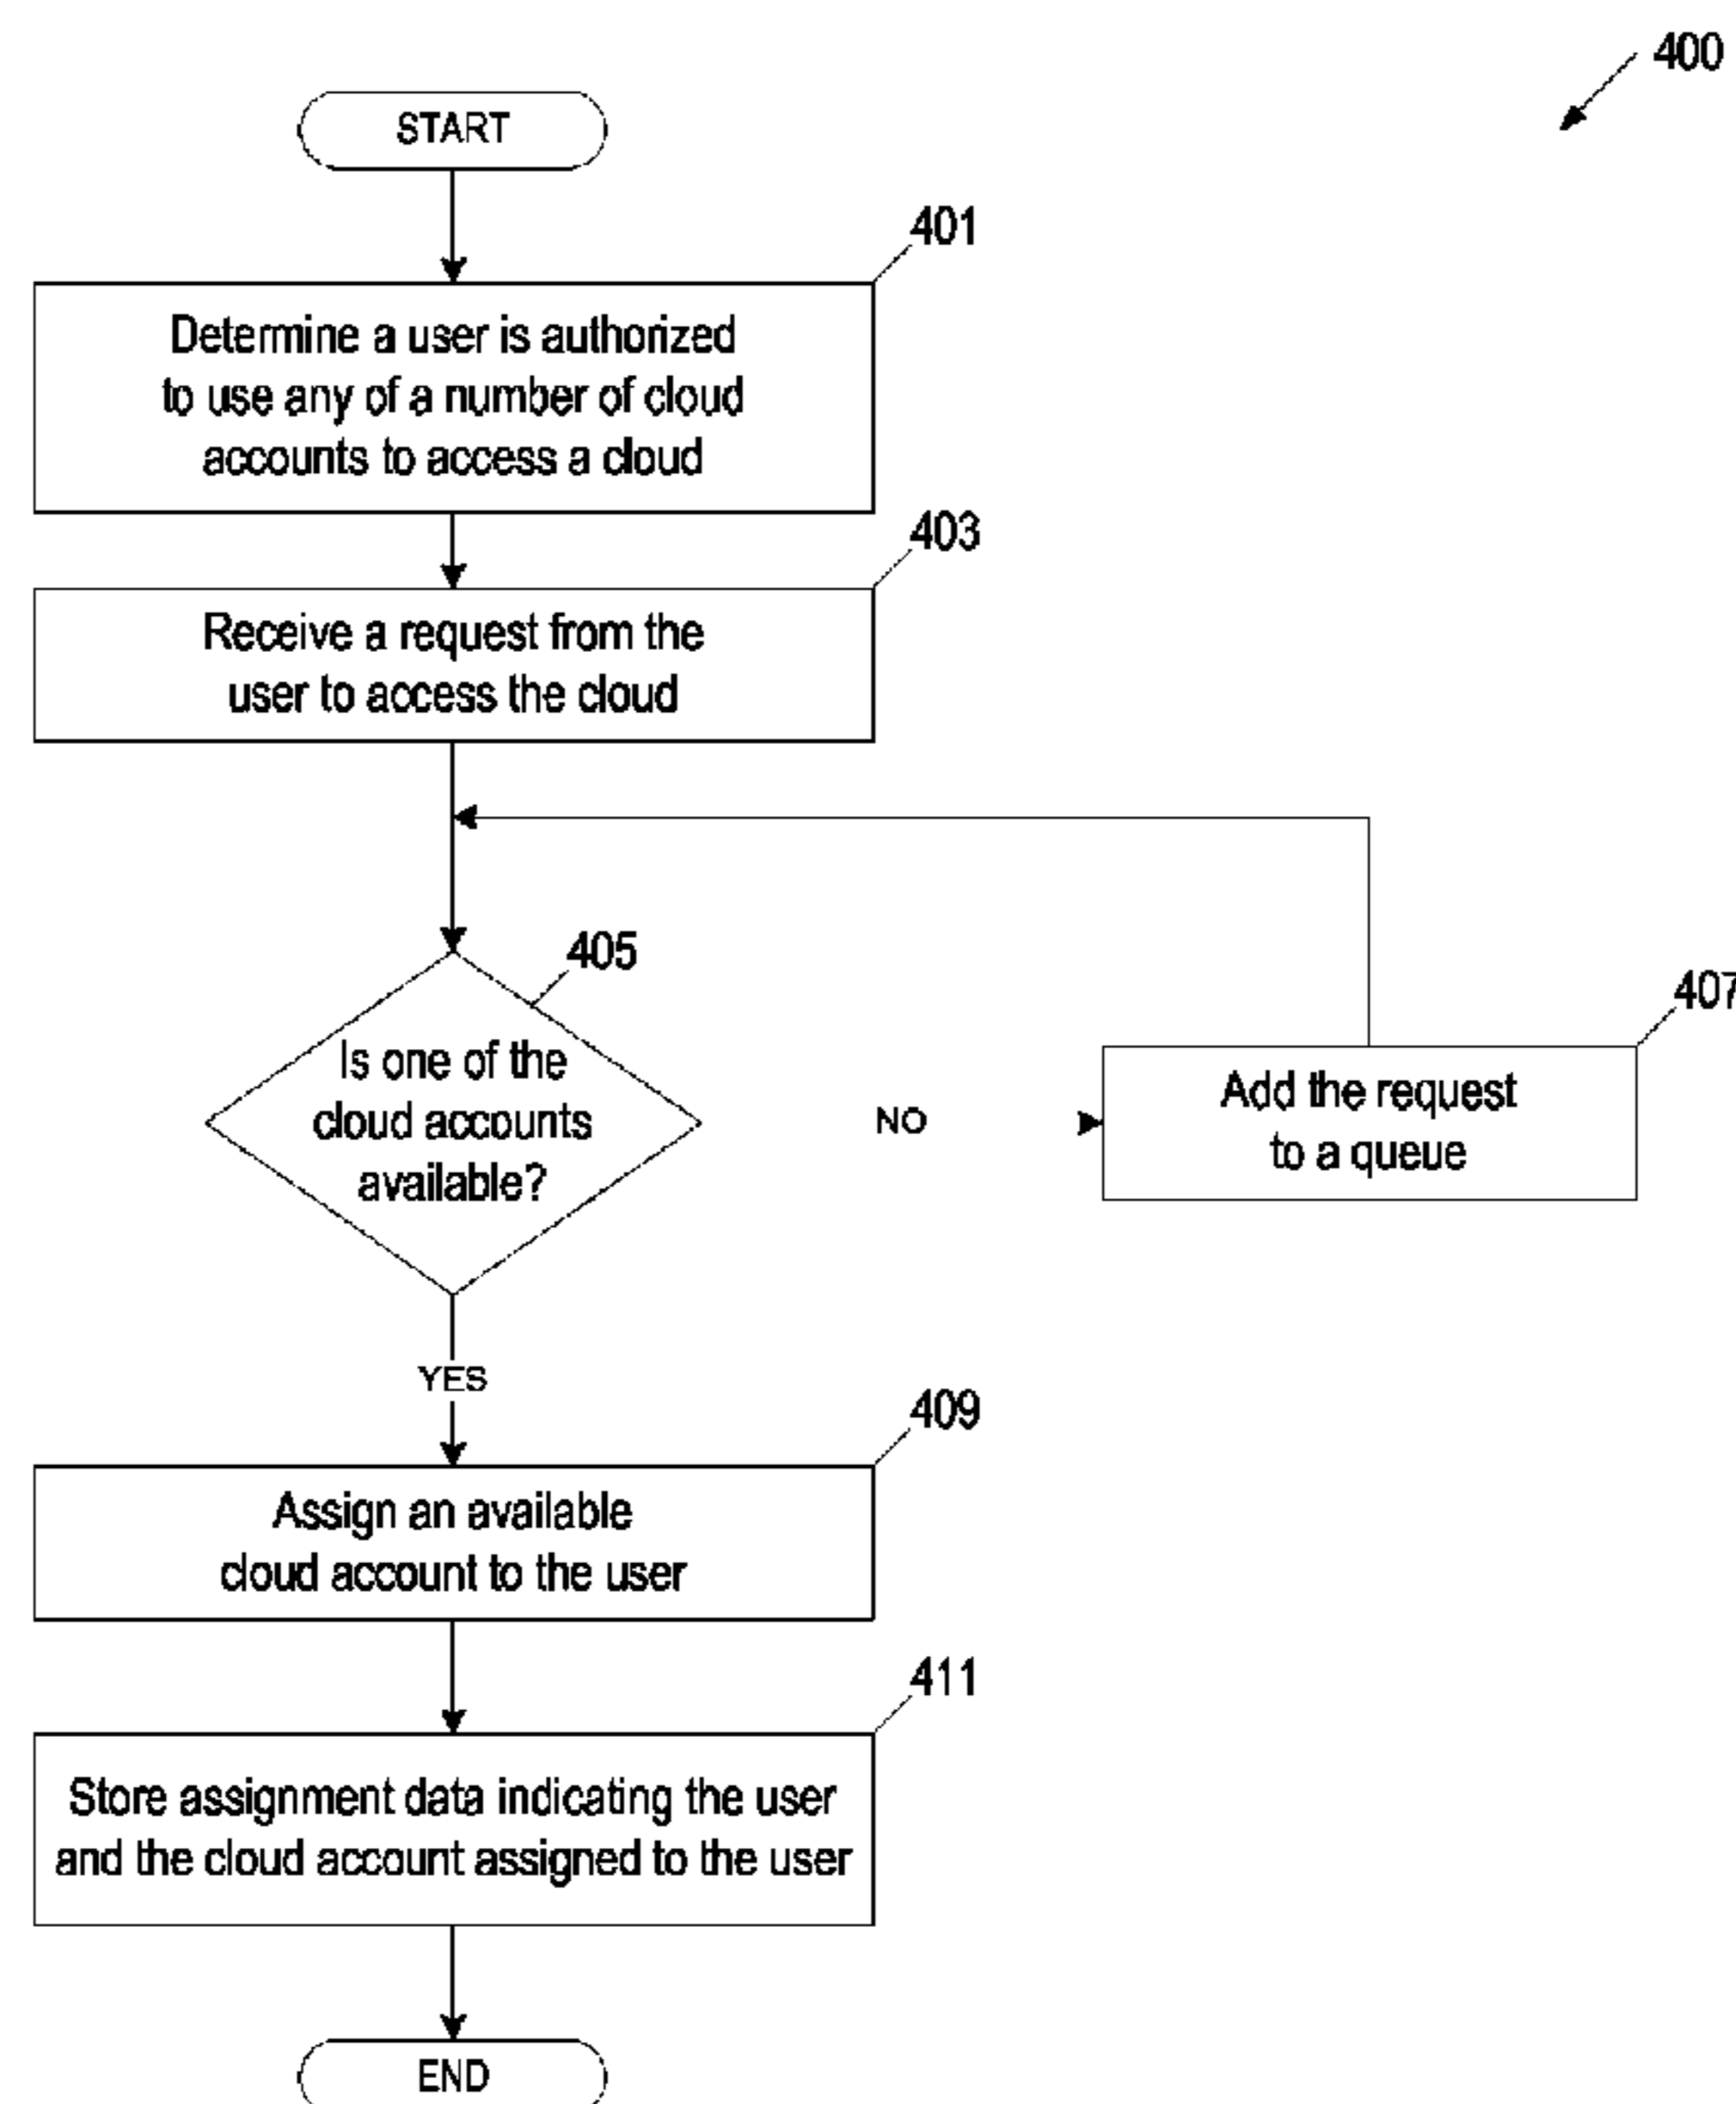 400
START
401
Determine a user is authorized
to use any of a number of cloud
accounts to access a cloud
403
Receive a request from the
user to access the cloud
405
Is one of the
cloud accounts
available?
NO
407
Add the request
to a queue
YES
409
Assign an available
cloud account to the user
411
Store assignment data indicating the user
and the cloud account assigned to the user
END